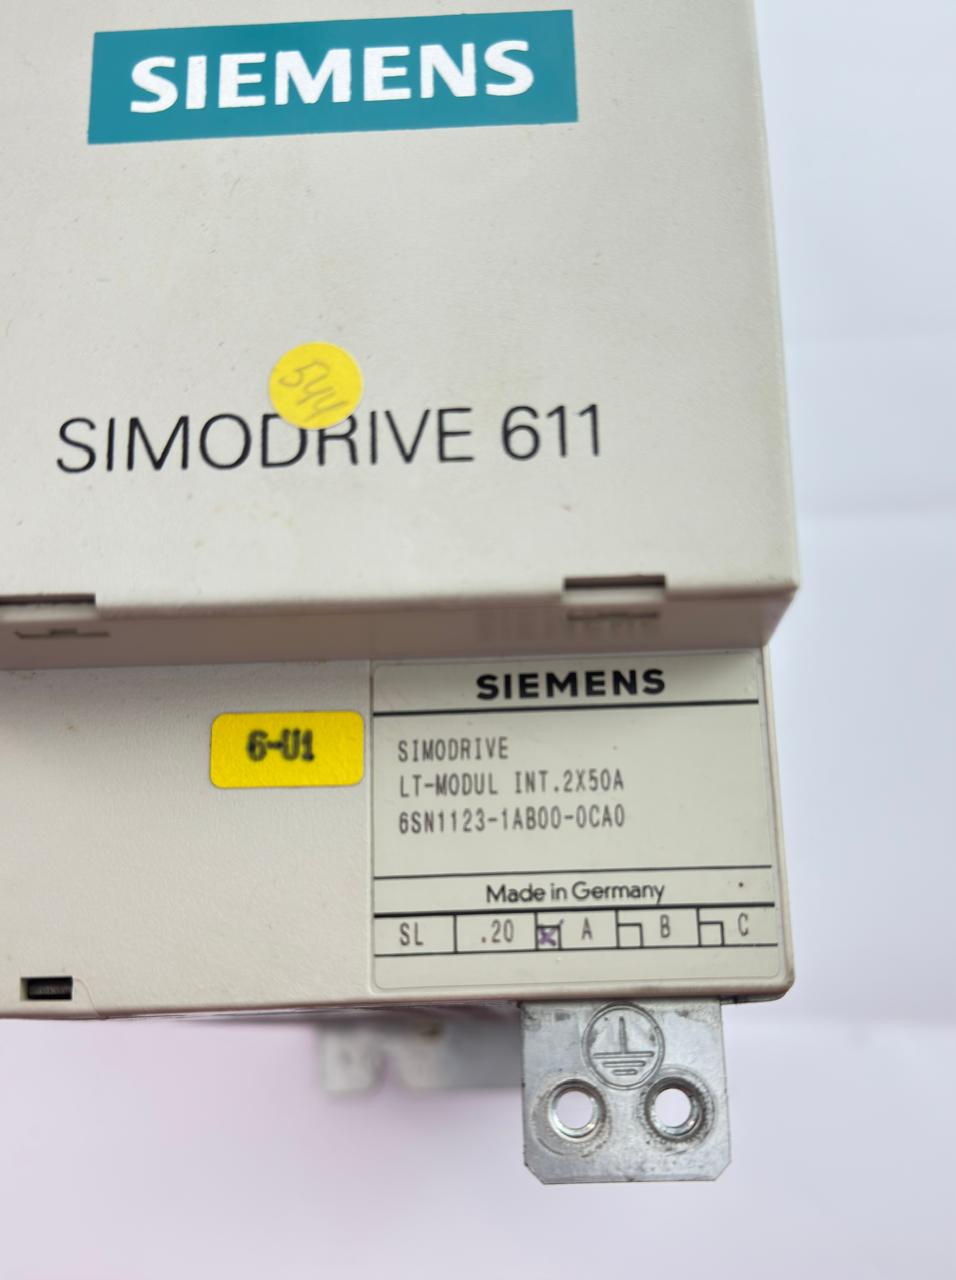 SIEMENS
544
SIMODRIVE 611
SIEMENS
6-U1
SIMODRIVE
LT-MODUL INT.2X50A
6SN1123-1AB00-0CA0
Made in Germany
SL .20 A B C